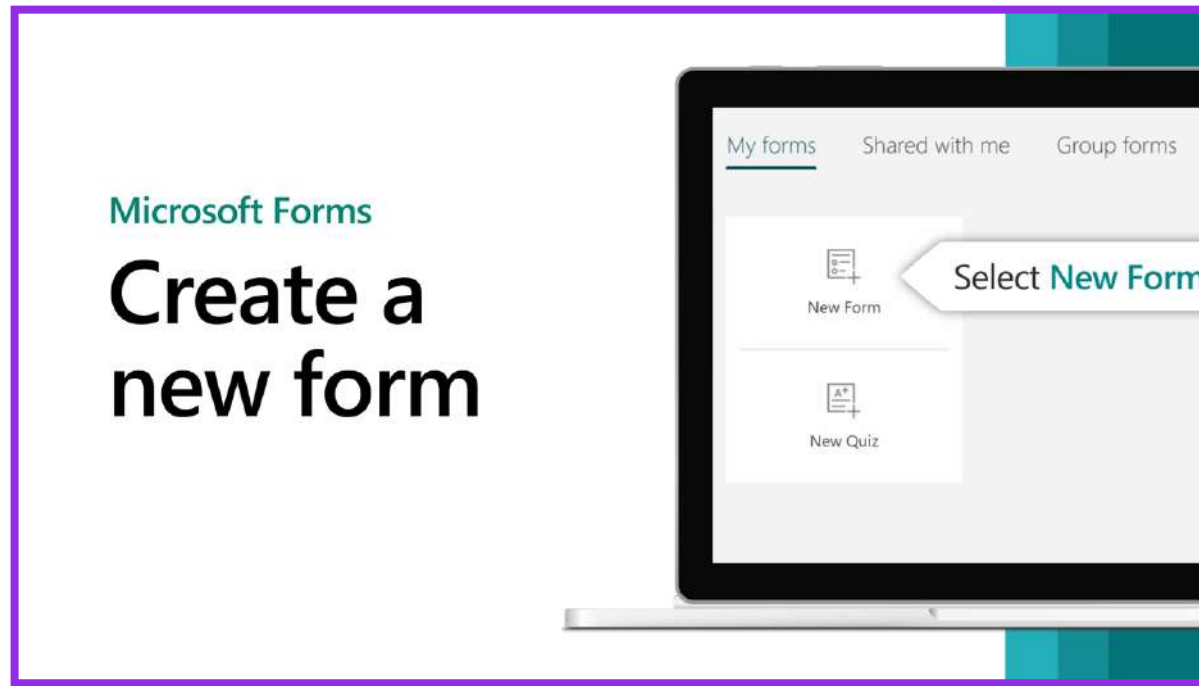 Microsoft Forms
Create a
new form
My forms Shared with me Group forms
New Form
Select New Form
A+
New Quiz